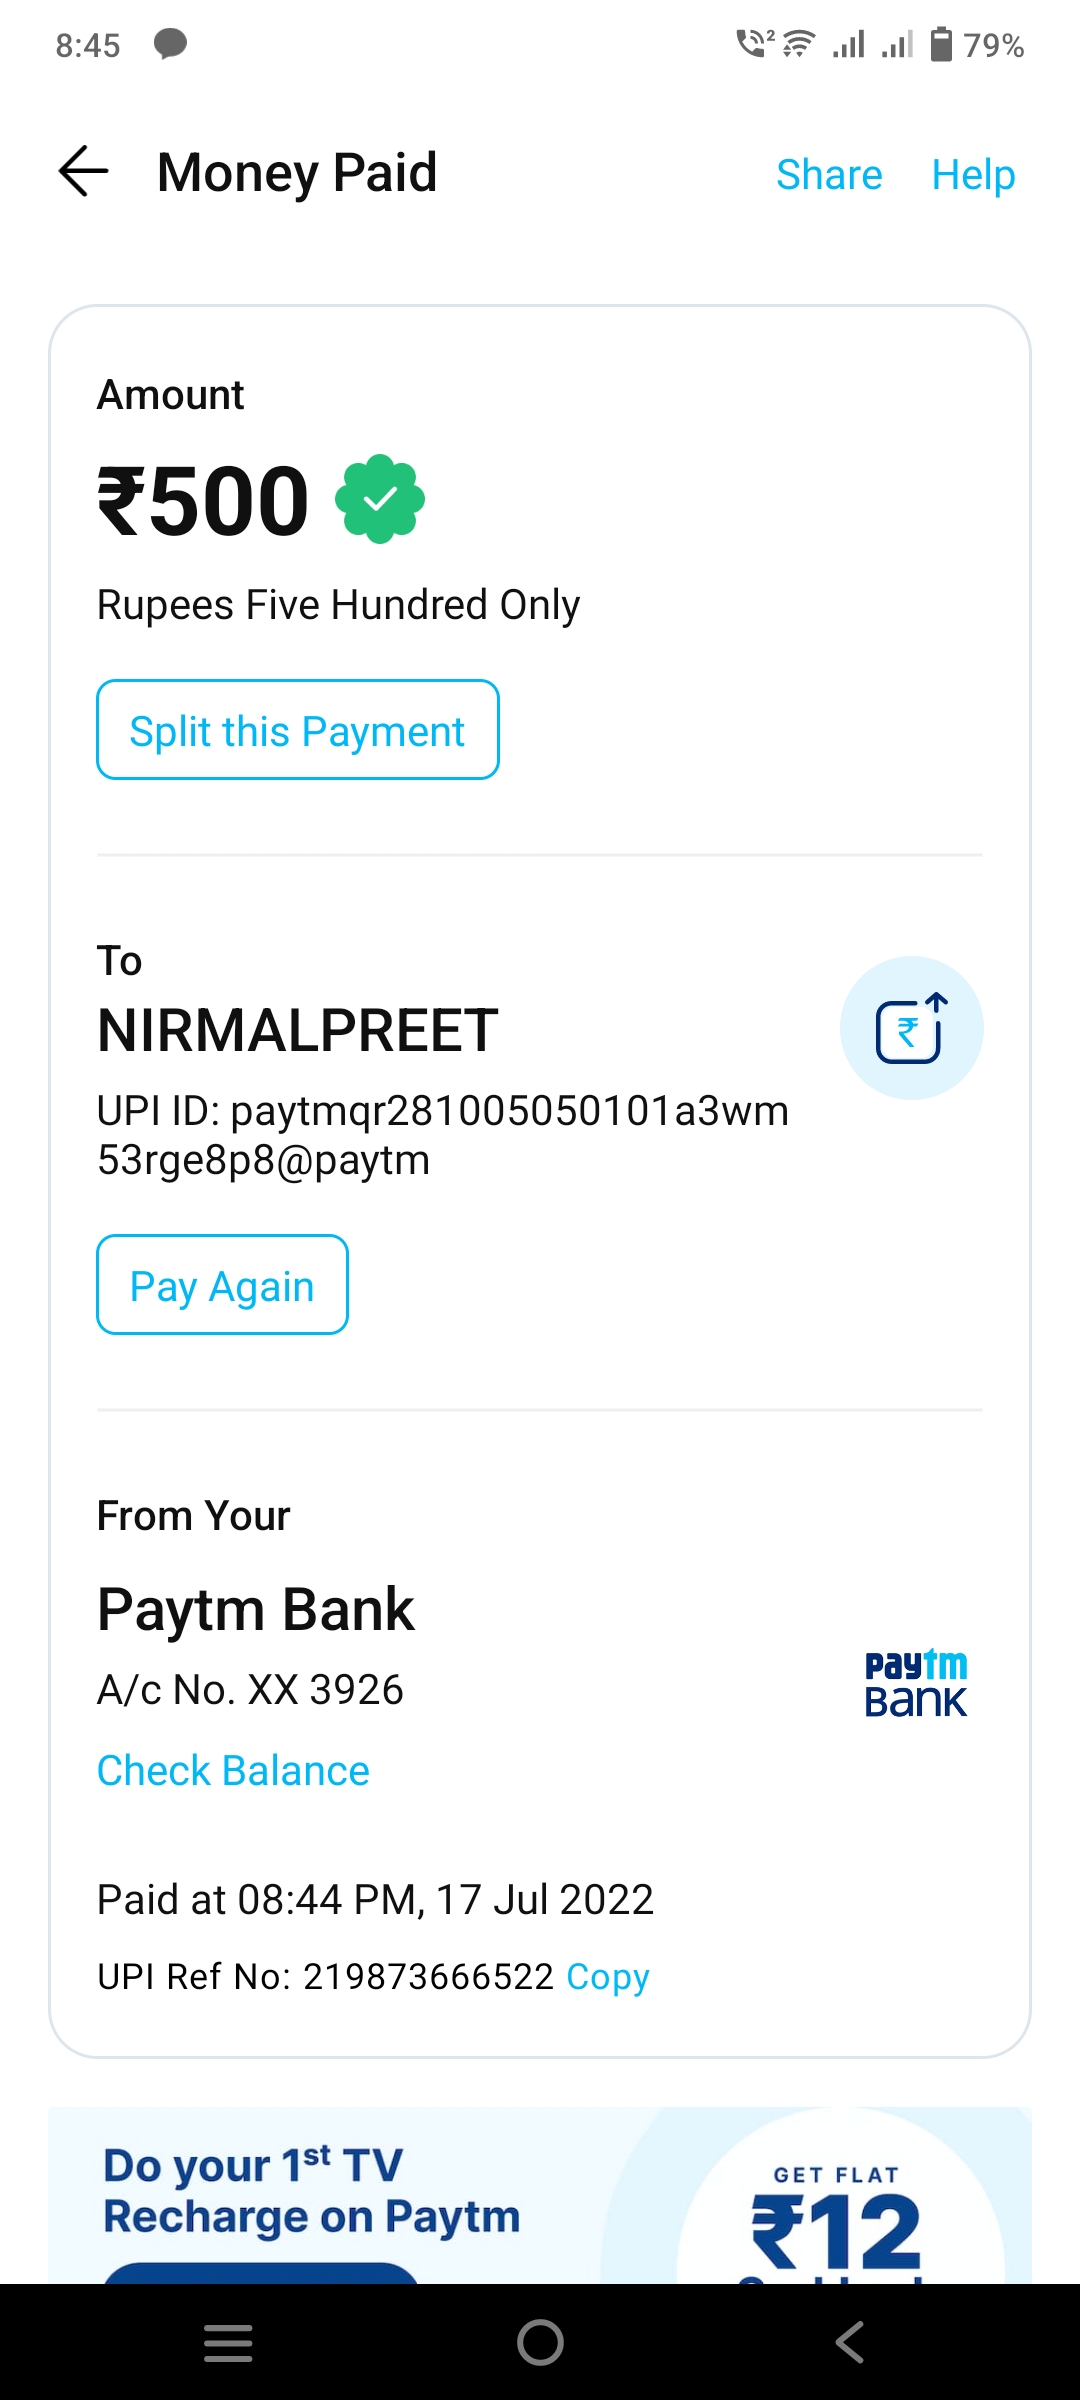 8:45
2
79%
Money Paid
Share Help
Amount
₹500
Rupees Five Hundred Only
Split this Payment
To
NIRMALPREET
UPI ID: paytmqr281005050101a3wm
53rge8p8@paytm
₹
Pay Again
From Your
Paytm Bank
A/c No. XX 3926
paytm
BANK
Check Balance
Paid at 08:44 PM, 17 Jul 2022
UPI Ref No: 219873666522 Copy
Do your 1st TV
Recharge on Paytm
GET FLAT
₹12